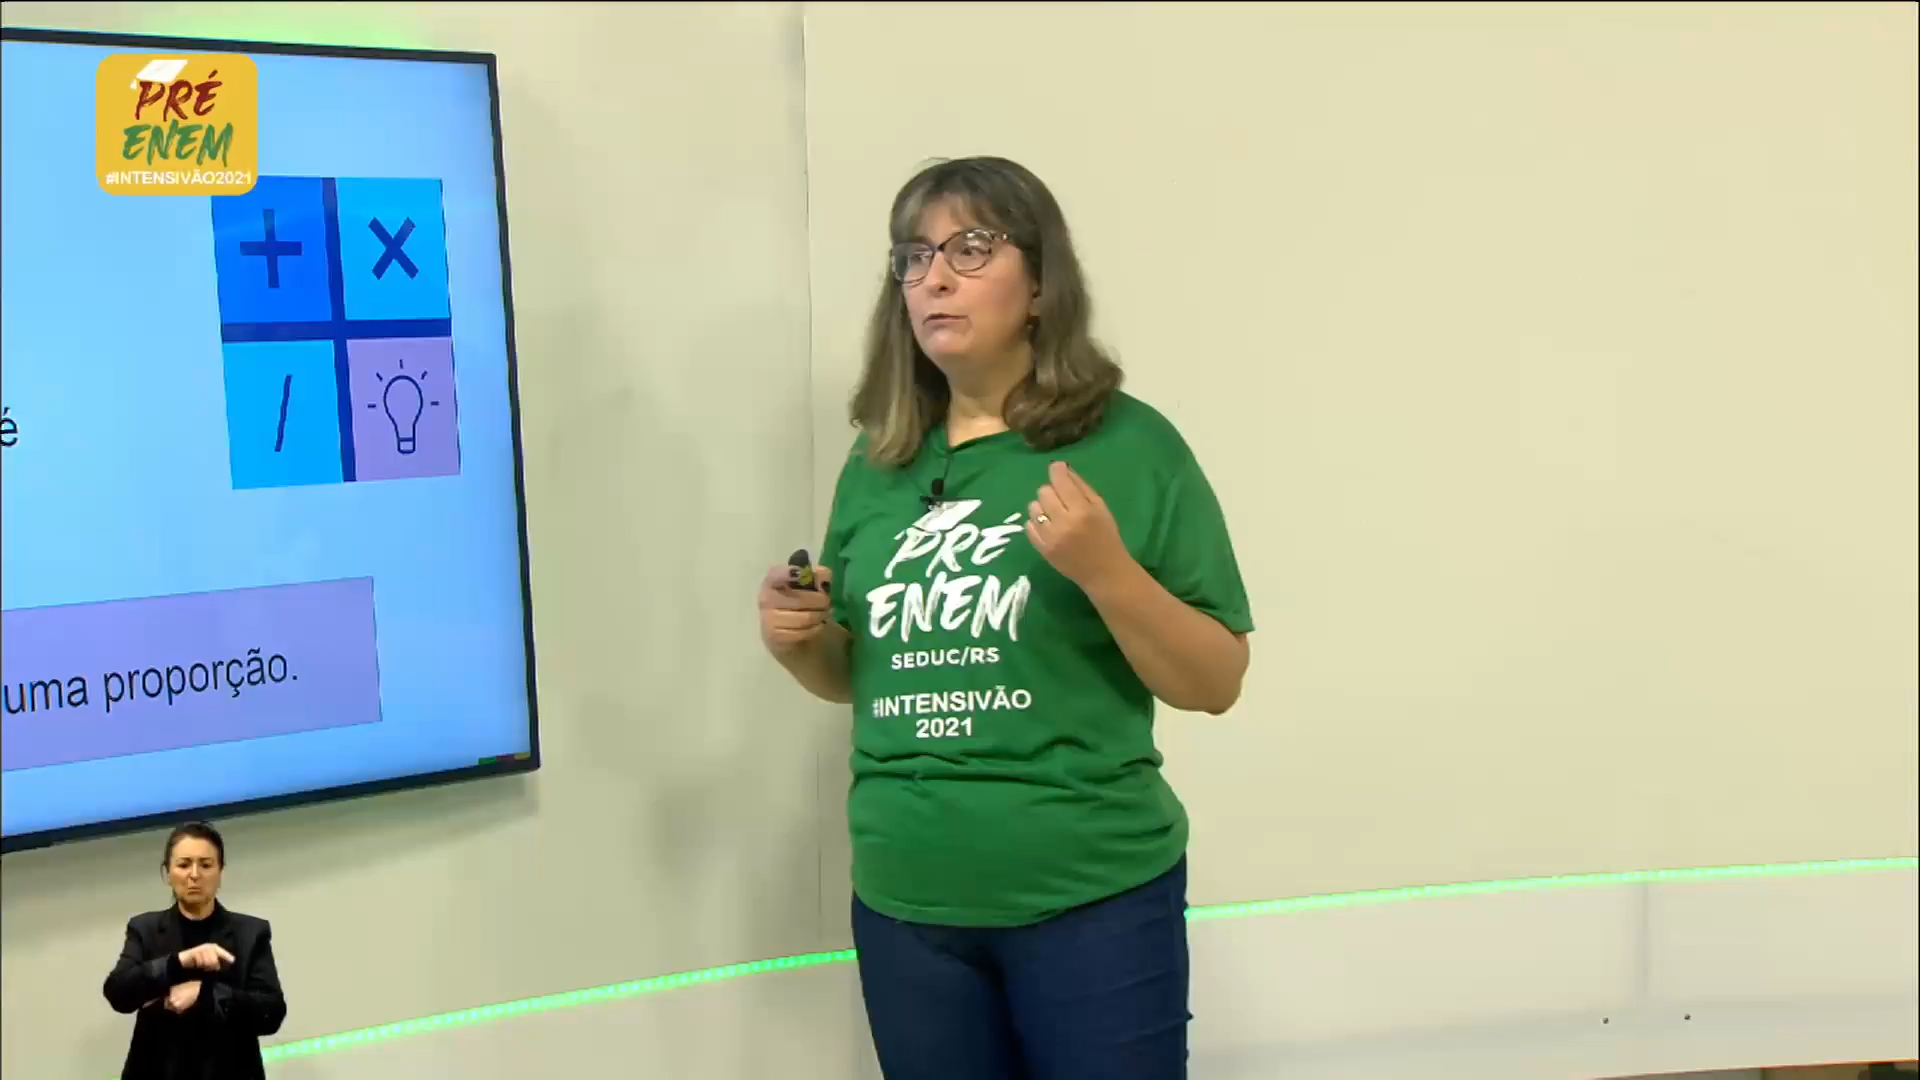 PRÉ
ENEM
#INTENSIVÃO2021
+
x
/
é
uma proporção.
PRÉ
ENEM
SEDUC/RS
#INTENSIVÃO
2021